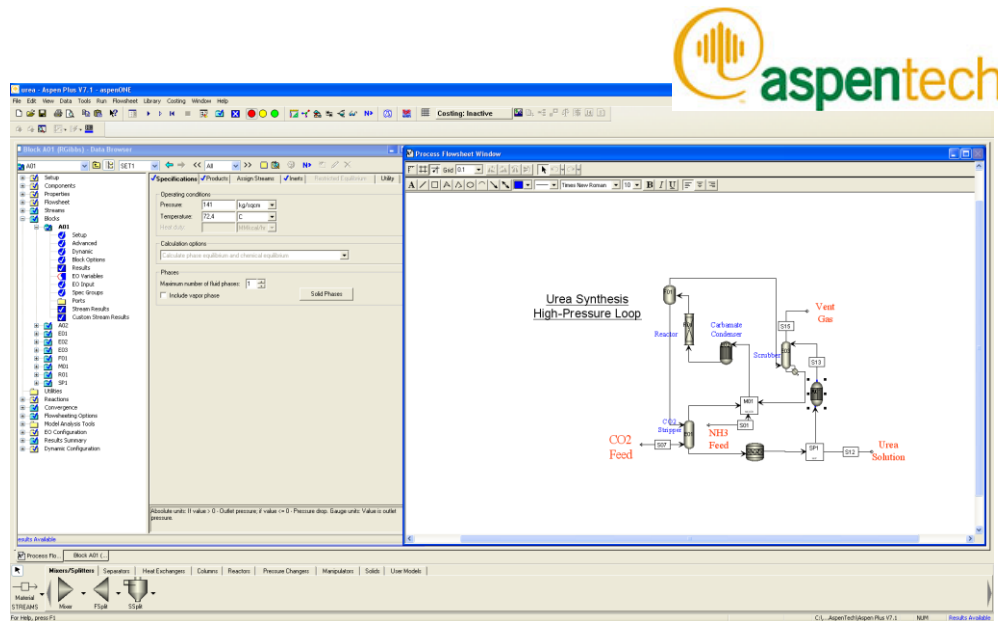 aspentech
urea - Aspen Plus V7.1 - aspenONE
File Edit View Data Tools Run Flowsheet Library Costing Window Help
Costing: Inactive
Block A01 (RGibbs) - Data Browser
A01
SET1
All
N>
Setup
Components
Properties
Flowsheet
Streams
Blocks
A01
Setup
Advanced
Dynamic
Block Options
Results
EO Variables
EO Input
Spec Groups
Ports
Stream Results
Custom Stream Results
A02
E01
E02
E03
F01
M01
R01
SP1
Utilities
Reactions
Convergence
Flowsheeting Options
Model Analysis Tools
EO Configuration
Results Summary
Dynamic Configuration
Specifications Products Assign Streams Inerts Restricted Equilibrium Utility
Operating conditions
Pressure: 141 kg/sqcm
Temperature: 72,4 C
Heat duty: MMkcal/hr
Calculation options
Calculate phase equilibrium and chemical equilibrium
Phases
Maximum number of fluid phases: 1
Include vapor phase
Solid Phases
Absolute units: If value > 0 - Outlet pressure; if value <= 0 - Pressure drop. Gauge units: Value is outlet
pressure.
Process Flowsheet Window
Grid 0.1
Times New Roman 10 B I U
Urea Synthesis
High-Pressure Loop
Reactor
Carbamate
Condenser
Scrubber
S15
Vent
Gas
S13
M01
CO2
Stripper
S01
NH3
Feed
CO2
Feed
S07
SP1
S12
Urea
Solution
Results Available
Process Flo...
Block A01 (...
Mixers/Splitters Separators Heat Exchangers Columns Reactors Pressure Changers Manipulators Solids User Models
Material
STREAMS
Mixer
FSplit
SSplit
For Help, press F1
C:\...AspenTech\Aspen Plus V7.1
NUM
Results Available